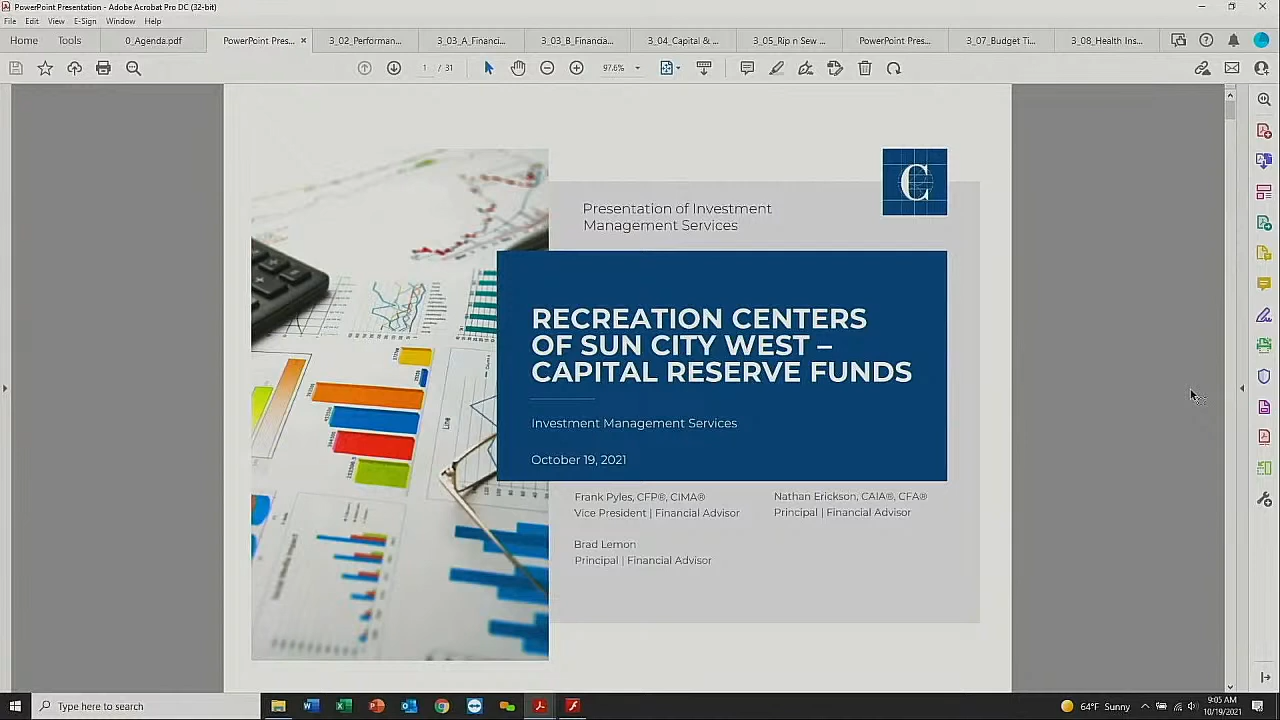 PowerPoint Presentation - Adobe Acrobat Pro DC (32-bit)
File Edit View E-Sign Window Help
Home Tools 0_Agenda.pdf PowerPoint Pres... × 3_02_Performan... 3_03_A_Financi... 3_03_B_Financia... 3_04_Capital & ... 3_05_Rip n Sew ... PowerPoint Pres... 3_07_Budget Ti... 3_08_Health Ins...
1 / 31 97.6%
C
Presentation of Investment
Management Services
RECREATION CENTERS
OF SUN CITY WEST –
CAPITAL RESERVE FUNDS
Investment Management Services
October 19, 2021
Frank Pyles, CFP®, CIMA®
Vice President | Financial Advisor
Nathan Erickson, CAIA®, CFA®
Principal | Financial Advisor
Brad Lemon
Principal | Financial Advisor
Line
Type here to search
64°F Sunny
9:05 AM
10/19/2021